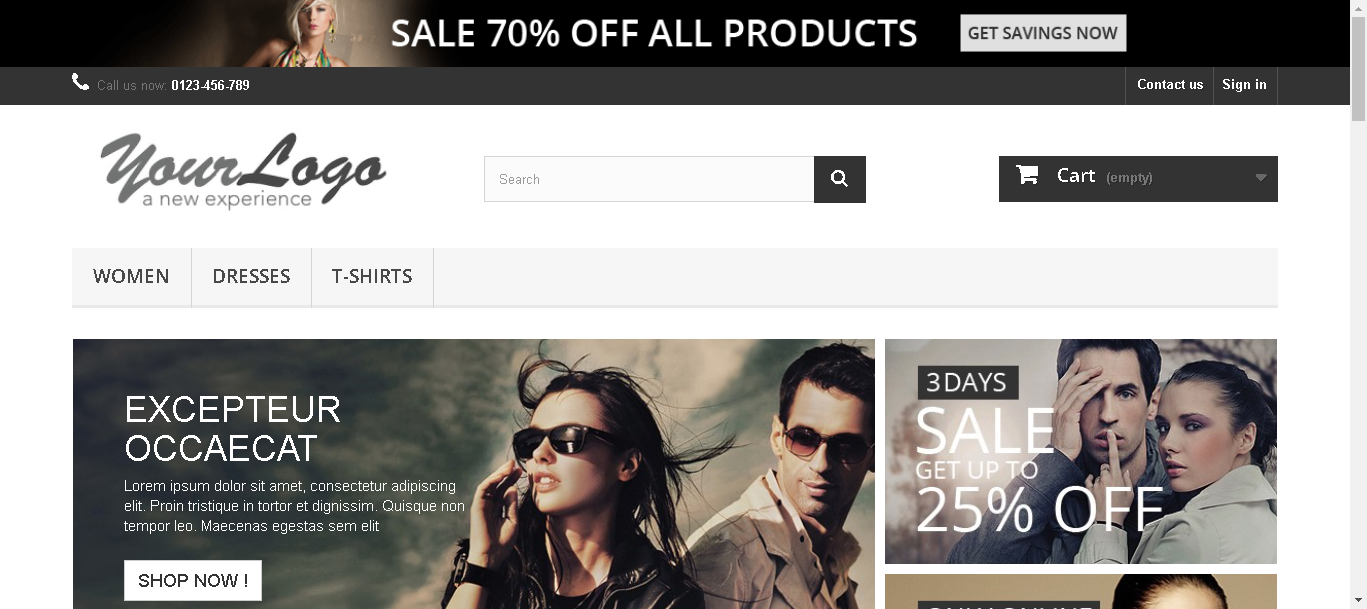 SALE 70% OFF ALL PRODUCTS
GET SAVINGS NOW
Call us now: 0123-456-789
Contact us
Sign in
YourLogo
a new experience
Search
Cart (empty)
WOMEN
DRESSES
T-SHIRTS
EXCEPTEUR
OCCAECAT
Lorem ipsum dolor sit amet, consectetur adipiscing
elit. Proin tristique in tortor et dignissim. Quisque non
tempor leo. Maecenas egestas sem elit
SHOP NOW !
3DAYS
SALE
GET UP TO
25% OFF